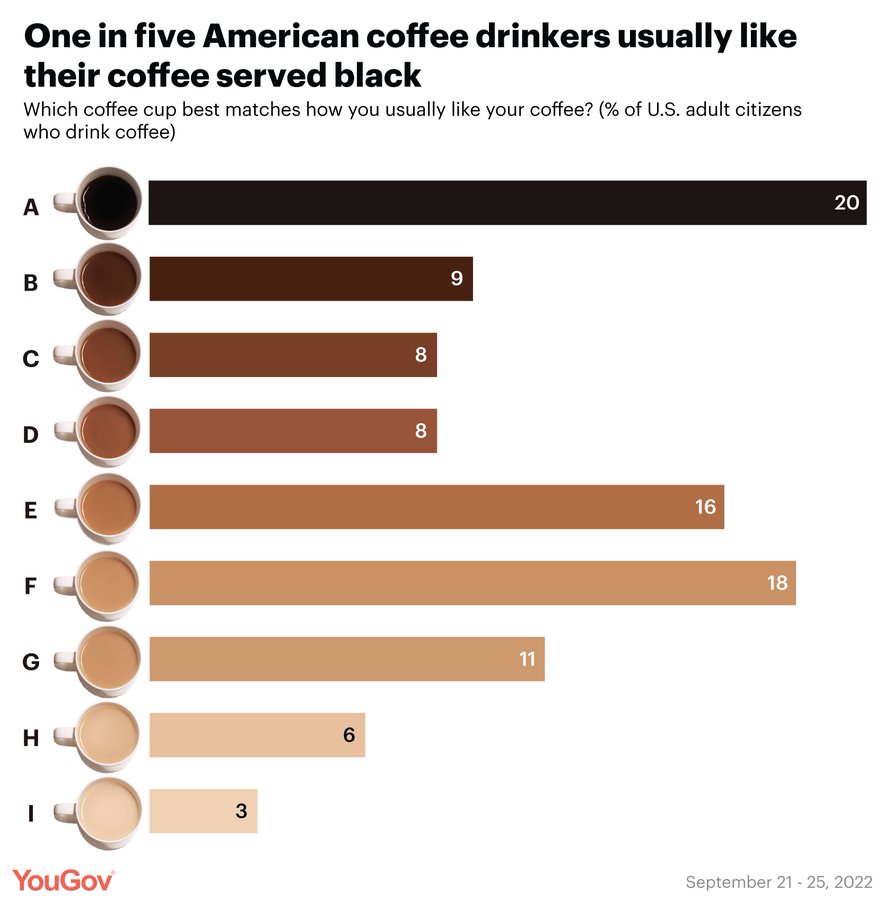 One in five American coffee drinkers usually like
their coffee served black
Which coffee cup best matches how you usually like your coffee? (% of U.S. adult citizens
who drink coffee)
A 20
B 9
C 8
D 8
E 16
F 18
G 11
H 6
I 3
YouGov September 21 - 25, 2022